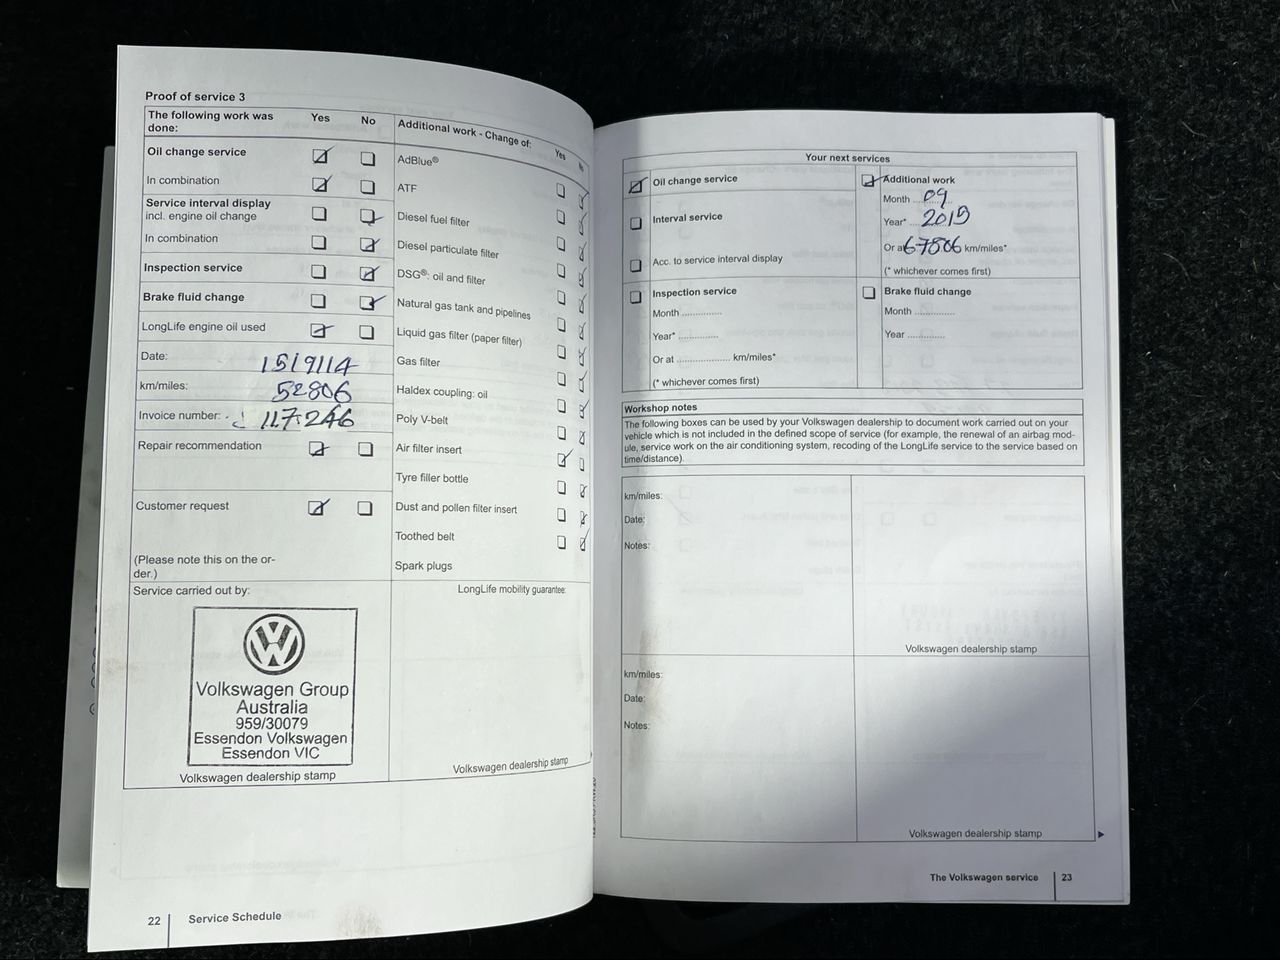 Proof of service 3
The following work was done:
Yes No
Additional work - Change of:
Yes
Oil change service
In combination
Service interval display
incl. engine oil change
In combination
Inspection service
Brake fluid change
LongLife engine oil used
Date: 15/9/14
km/miles: 52806
Invoice number: 117246
Repair recommendation
Customer request
(Please note this on the or-
der.)
AdBlue®
ATF
Diesel fuel filter
Diesel particulate filter
DSG®: oil and filter
Natural gas tank and pipelines
Liquid gas filter (paper filter)
Gas filter
Haldex coupling: oil
Poly V-belt
Air filter insert
Tyre filler bottle
Dust and pollen filter insert
Toothed belt
Spark plugs
Service carried out by:
Volkswagen Group
Australia
959/30079
Essendon Volkswagen
Essendon VIC
Volkswagen dealership stamp
LongLife mobility guarantee:
Volkswagen dealership stamp
22 Service Schedule
Your next services
Oil change service
Interval service
Acc. to service interval display
Additional work
Month 09
Year* 2015
Or at 67806 km/miles*
(* whichever comes first)
Inspection service
Month ..............
Year* ..............
Or at .................... km/miles*
(* whichever comes first)
Brake fluid change
Month ..............
Year .............
Workshop notes
The following boxes can be used by your Volkswagen dealership to document work carried out on your
vehicle which is not included in the defined scope of service (for example, the renewal of an airbag mod-
ule, service work on the air conditioning system, recoding of the LongLife service to the service based on
time/distance).
km/miles:
Date:
Notes:
Volkswagen dealership stamp
km/miles:
Date:
Notes:
Volkswagen dealership stamp
The Volkswagen service 23